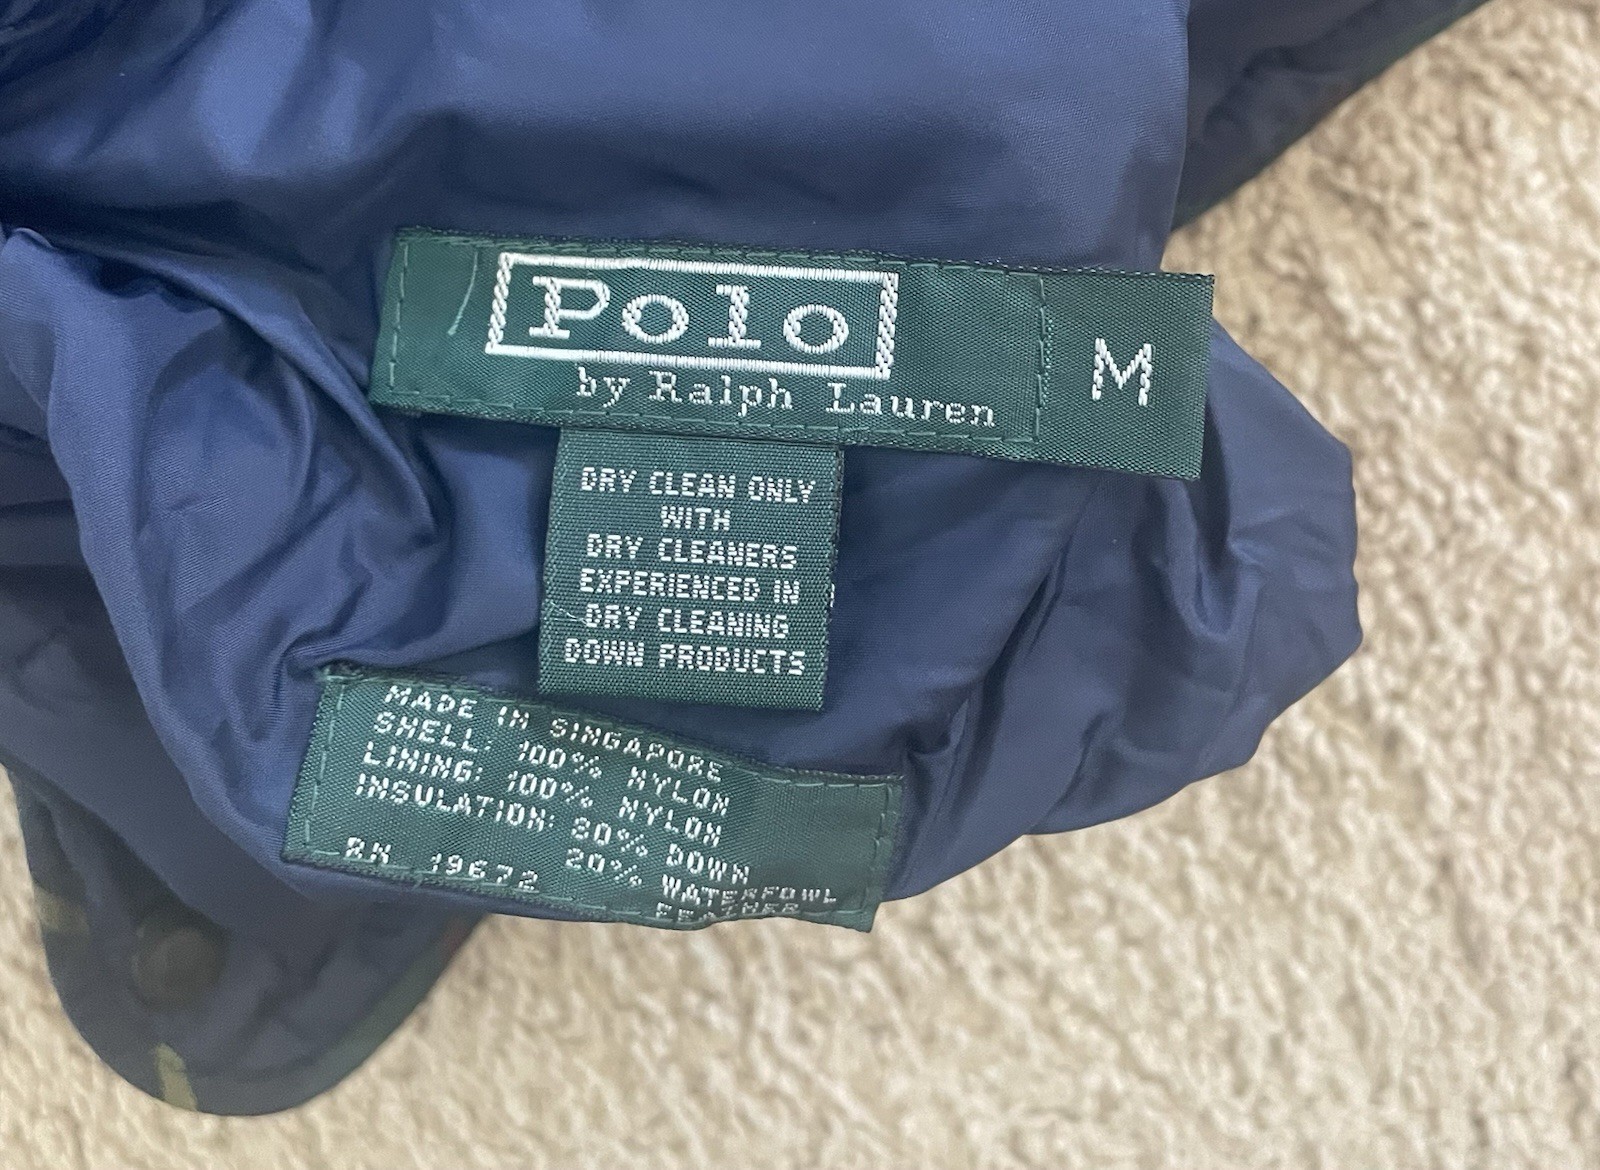 Polo
by Ralph Lauren
M
DRY CLEAN ONLY
WITH
DRY CLEANERS
EXPERIENCED IN
DRY CLEANING
DOWN PRODUCTS
MADE IN SINGAPORE
SHELL: 100% NYLON
LINING: 100% NYLON
INSULATION: 80% DOWN
20% WATERFOWL
FEATHER
RN 19672